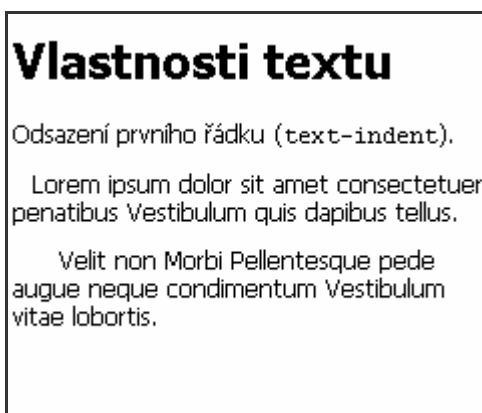 Vlastnosti textu
Odsazení prvního řádku (text-indent).
Lorem ipsum dolor sit amet consectetuer
penatibus Vestibulum quis dapibus tellus.
Velit non Morbi Pellentesque pede
augue neque condimentum Vestibulum
vitae lobortis.